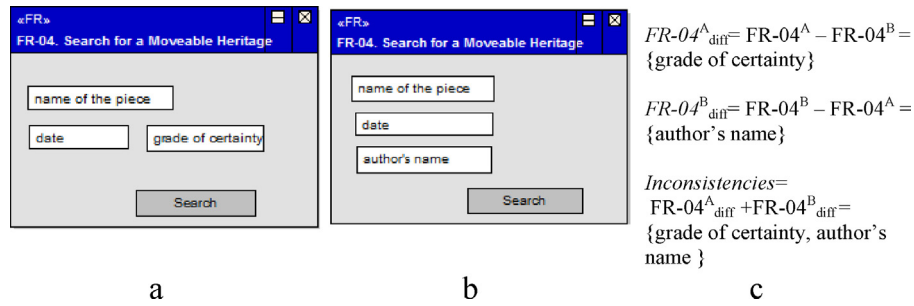 «FR»
FR-04. Search for a Moveable Heritage
name of the piece
date
grade of certainty
Search
a
«FR»
FR-04. Search for a Moveable Heritage
name of the piece
date
author's name
Search
b
FR-04^A_diff= FR-04^A – FR-04^B =
{grade of certainty}
FR-04^B_diff= FR-04^B – FR-04^A =
{author's name}
Inconsistencies=
FR-04^A_diff +FR-04^B_diff=
{grade of certainty, author's
name }
c